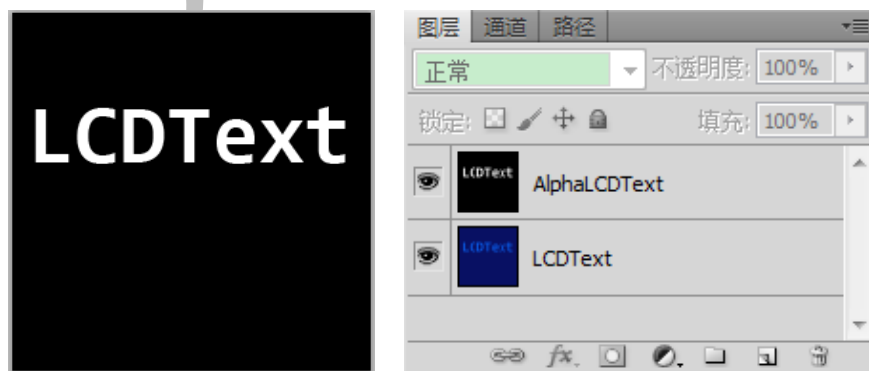 LCDText
图层 通道 路径
正常 不透明度: 100%
锁定: 填充: 100%
LCDText AlphaLCDText
LCDText LCDText
fx.